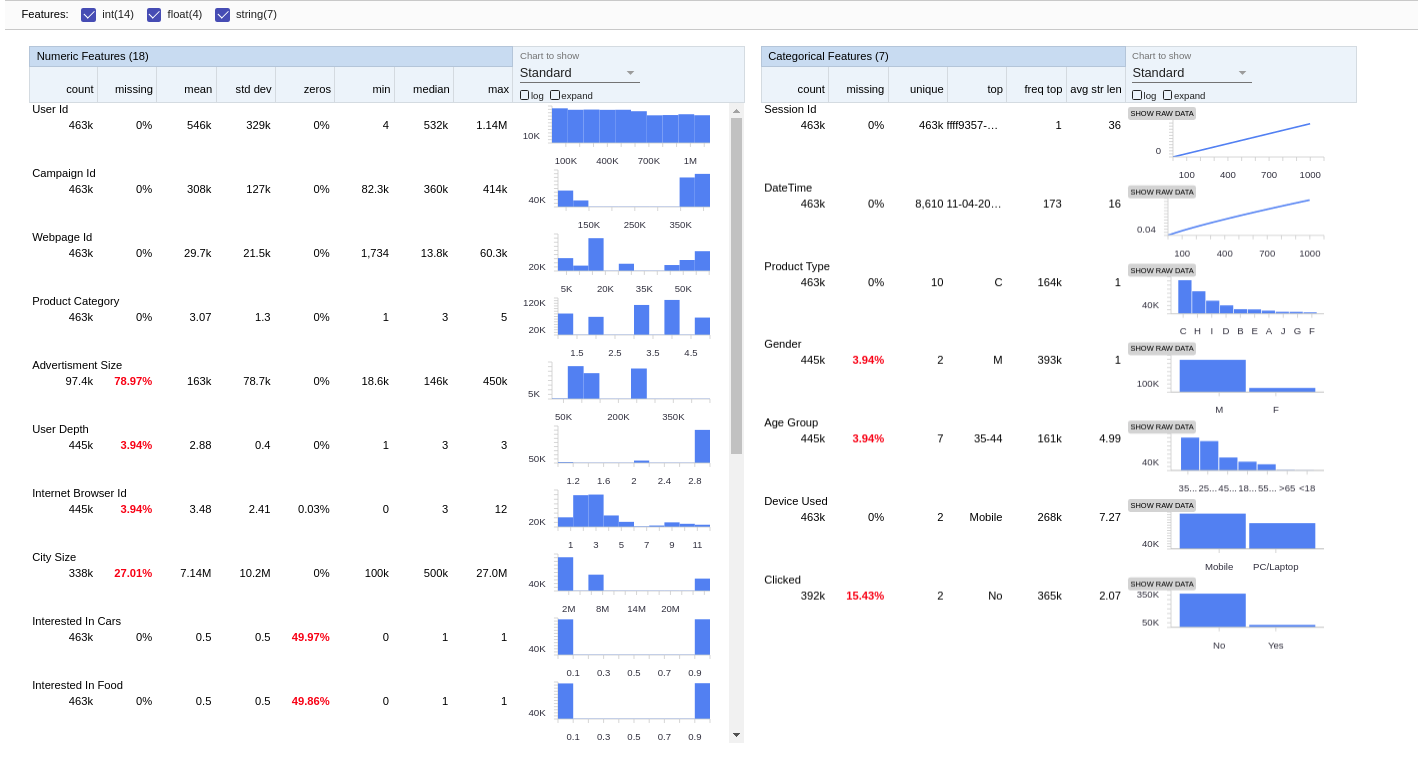 Features: int(14) float(4) string(7)
Numeric Features (18)
Chart to show
Standard
count missing mean std dev zeros min median max
log expand
User Id
463k 0% 546k 329k 0% 4 532k 1.14M
10K
100K 400K 700K 1M
Campaign Id
463k 0% 308k 127k 0% 82.3k 360k 414k
40K
150K 250K 350K
Webpage Id
463k 0% 29.7k 21.5k 0% 1,734 13.8k 60.3k
20K
5K 20K 35K 50K
Product Category
463k 0% 3.07 1.3 0% 1 3 5
120K
20K
1.5 2.5 3.5 4.5
Advertisment Size
97.4k 78.97% 163k 78.7k 0% 18.6k 146k 450k
5K
50K 200K 350K
User Depth
445k 3.94% 2.88 0.4 0% 1 3 3
50K
1.2 1.6 2 2.4 2.8
Internet Browser Id
445k 3.94% 3.48 2.41 0.03% 0 3 12
20K
1 3 5 7 9 11
City Size
338k 27.01% 7.14M 10.2M 0% 100k 500k 27.0M
40K
2M 8M 14M 20M
Interested In Cars
463k 0% 0.5 0.5 49.97% 0 1 1
40K
0.1 0.3 0.5 0.7 0.9
Interested In Food
463k 0% 0.5 0.5 49.86% 0 1 1
40K
0.1 0.3 0.5 0.7 0.9
Categorical Features (7)
Chart to show
Standard
count missing unique top freq top avg str len
log expand
Session Id
SHOW RAW DATA
463k 0% 463k ffff9357-... 1 36
0
100 400 700 1000
DateTime
SHOW RAW DATA
463k 0% 8,610 11-04-20... 173 16
0.04
100 400 700 1000
Product Type
SHOW RAW DATA
463k 0% 10 C 164k 1
40K
C H I D B E A J G F
Gender
SHOW RAW DATA
445k 3.94% 2 M 393k 1
100K
M F
Age Group
SHOW RAW DATA
445k 3.94% 7 35-44 161k 4.99
40K
35... 25... 45... 18... 55... >65 <18
Device Used
SHOW RAW DATA
463k 0% 2 Mobile 268k 7.27
40K
Mobile PC/Laptop
Clicked
SHOW RAW DATA
392k 15.43% 2 No 365k 2.07
350K
50K
No Yes